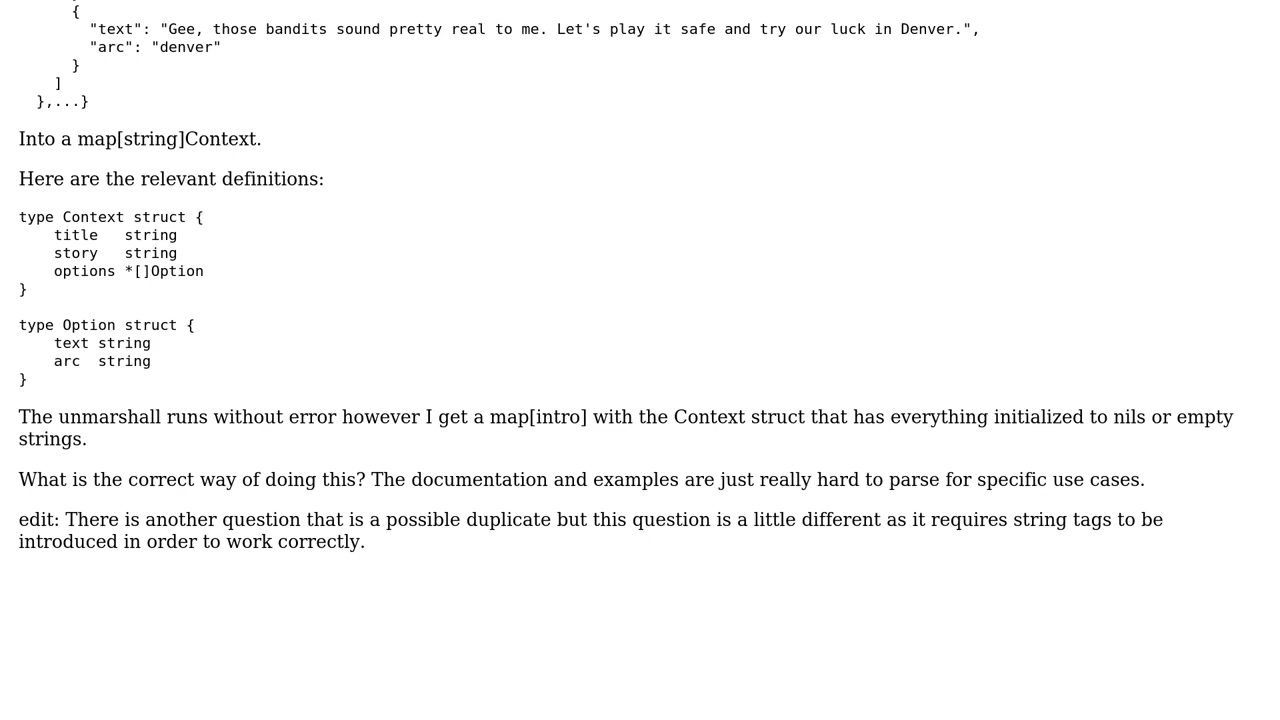 {
"text": "Gee, those bandits sound pretty real to me. Let's play it safe and try our luck in Denver.",
"arc": "denver"
}
]
},...}
Into a map[string]Context.
Here are the relevant definitions:
type Context struct {
title   string
story   string
options *[]Option
}
type Option struct {
text string
arc  string
}
The unmarshall runs without error however I get a map[intro] with the Context struct that has everything initialized to nils or empty
strings.
What is the correct way of doing this? The documentation and examples are just really hard to parse for specific use cases.
edit: There is another question that is a possible duplicate but this question is a little different as it requires string tags to be
introduced in order to work correctly.